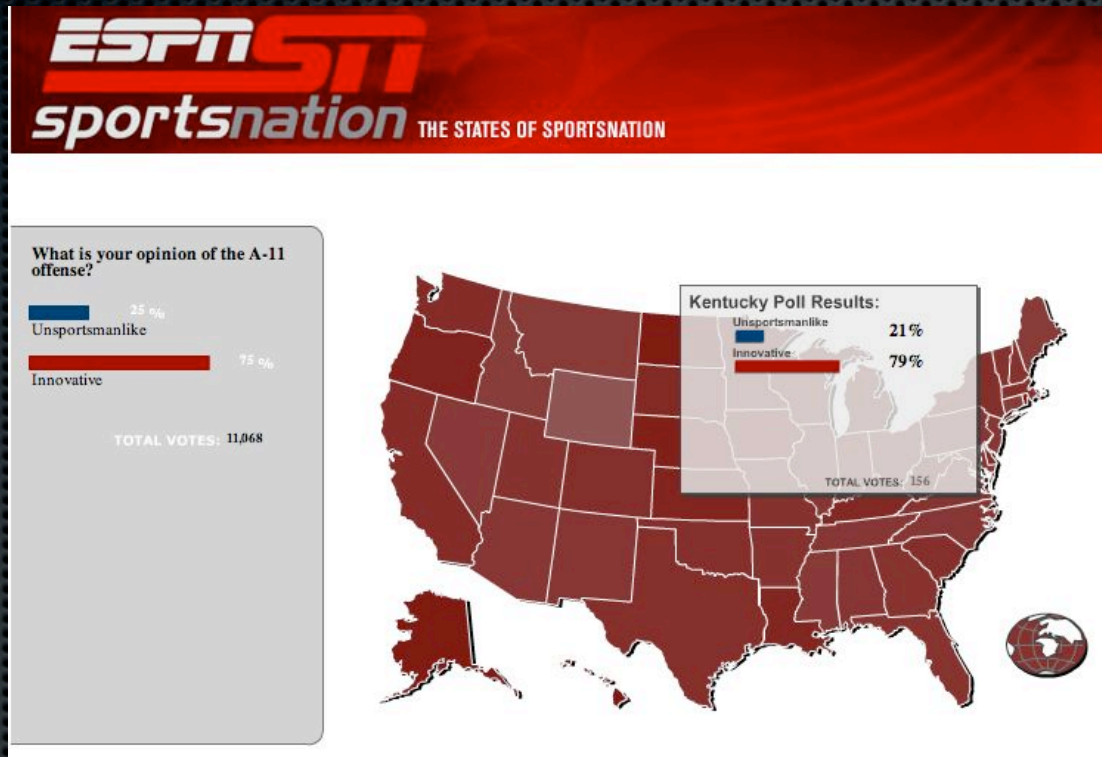 ESPN SN
sportsnation THE STATES OF SPORTSNATION
What is your opinion of the A-11
offense?
25 %
Unsportsmanlike
75 %
Innovative
TOTAL VOTES: 11,068
Kentucky Poll Results:
Unsportsmanlike
21%
Innovative
79%
TOTAL VOTES: 156